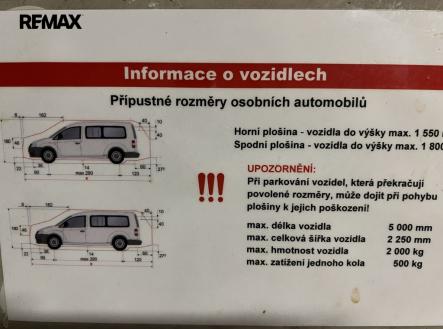 RE/MAX
Informace o vozidlech
Přípustné rozměry osobních automobilů
Horní plošina - vozidla do výšky max. 1 550
Spodní plošina - vozidla do výšky max. 1 800
UPOZORNĚNÍ:
!!!
Při parkování vozidel, která překračují
povolené rozměry, může dojít při pohybu
plošiny k jejich poškození!
max. délka vozidla 5 000 mm
max. celková šířka vozidla 2 250 mm
max. hmotnost vozidla 2 000 kg
max. zatížení jednoho kola 500 kg